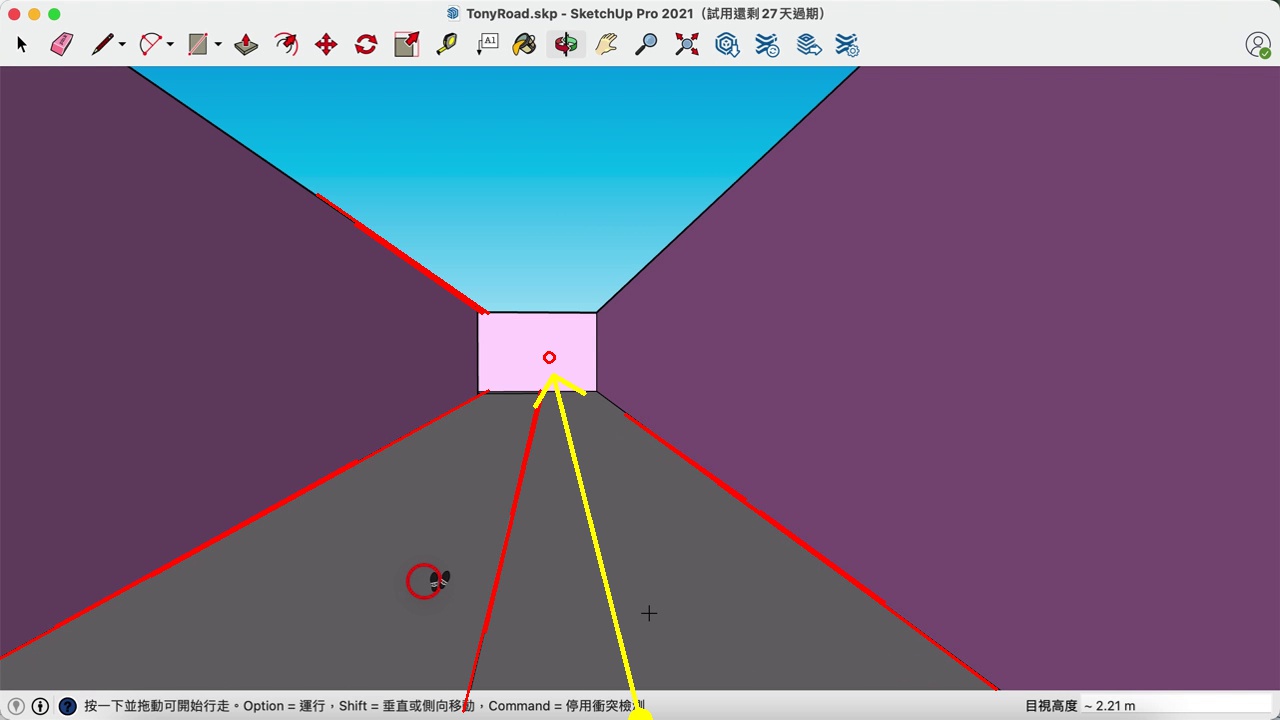 TonyRoad.skp - SketchUp Pro 2021（試用還剩 27 天過期）
A1
按一下並拖動可開始行走。Option = 運行，Shift = 垂直或側向移動，Command = 停用衝突檢測
目視高度 ~ 2.21 m